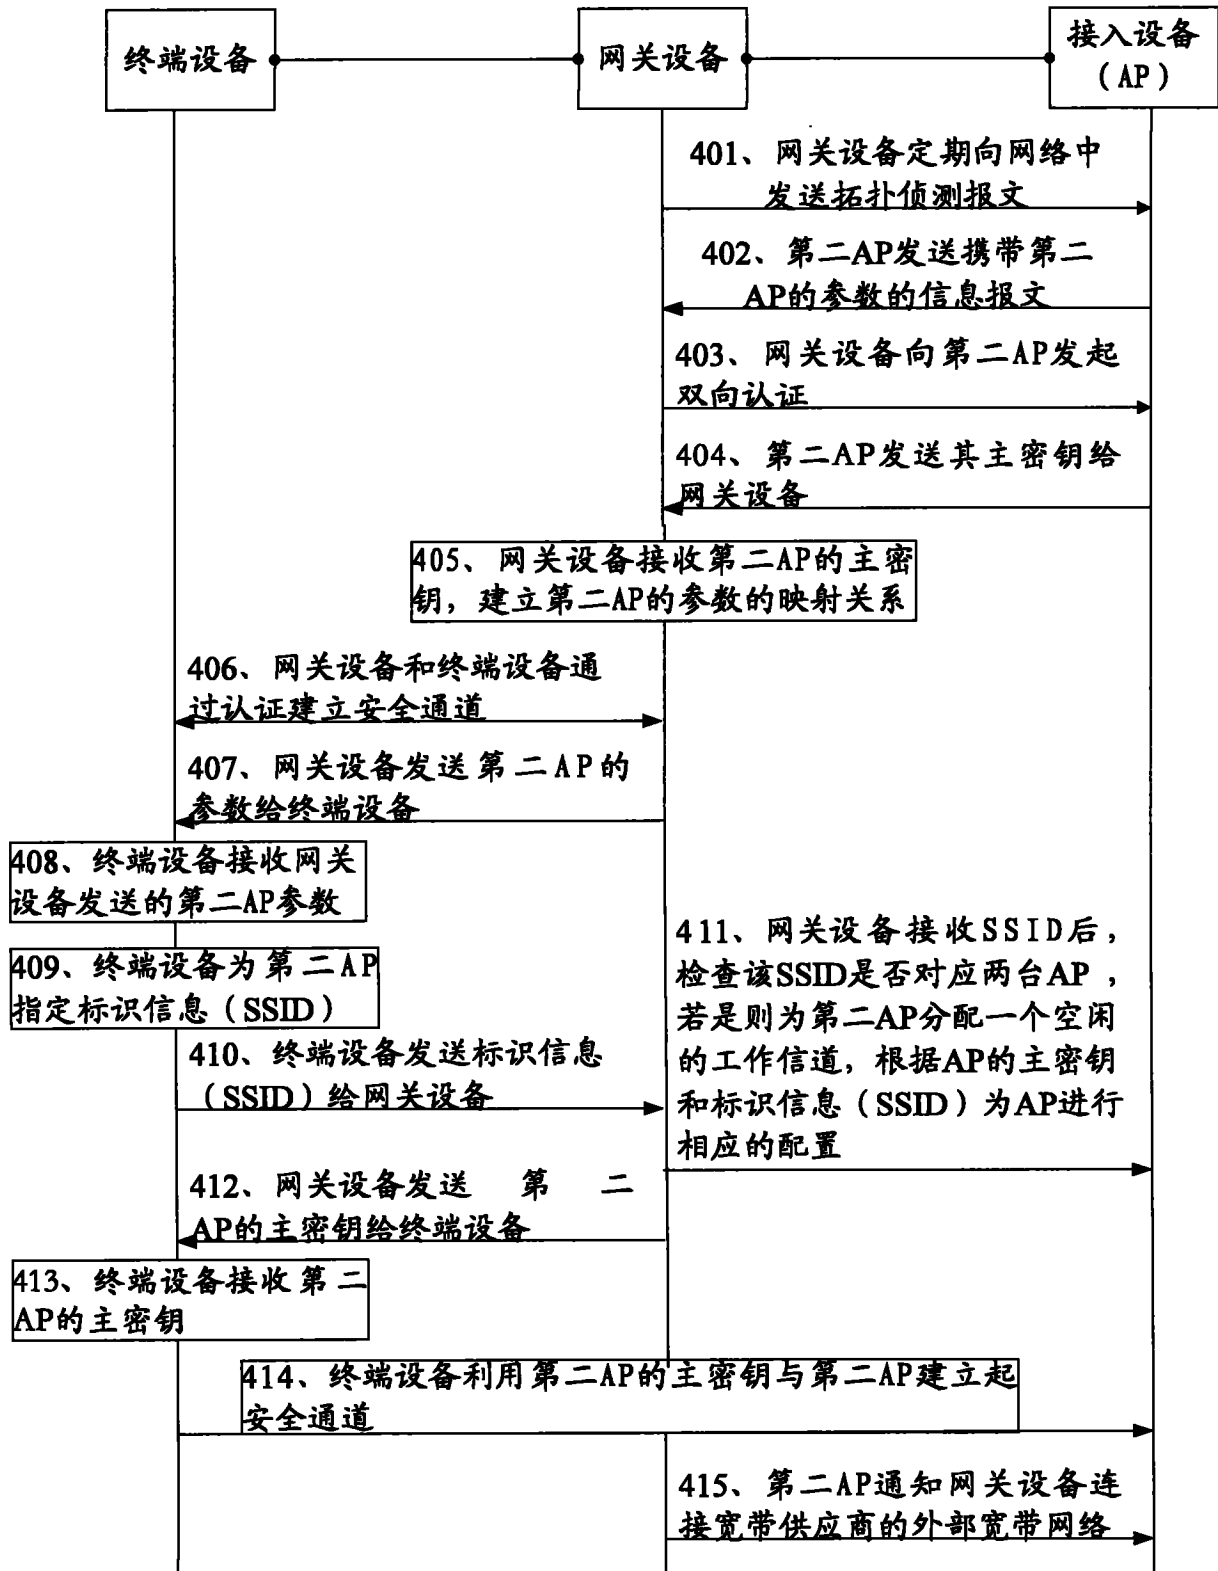 终端设备
网关设备
接入设备
（AP）
401、网关设备定期向网络中
发送拓扑侦测报文
402、第二AP发送携带第二
AP的参数的信息报文
403、网关设备向第二AP发起
双向认证
404、第二AP发送其主密钥给
网关设备
405、网关设备接收第二AP的主密
钥，建立第二AP的参数的映射关系
406、网关设备和终端设备通
过认证建立安全通道
407、网关设备发送第二AP的
参数给终端设备
408、终端设备接收网关
设备发送的第二AP参数
409、终端设备为第二AP
指定标识信息（SSID）
410、终端设备发送标识信息
（SSID）给网关设备
411、网关设备接收SSID后，
检查该SSID是否对应两台AP，
若是则为第二AP分配一个空闲
的工作信道，根据AP的主密钥
和标识信息（SSID）为AP进行
相应的配置
412、网关设备发送 第 二
AP的主密钥给终端设备
413、终端设备接收第二
AP的主密钥
414、终端设备利用第二AP的主密钥与第二AP建立起
安全通道
415、第二AP通知网关设备连
接宽带供应商的外部宽带网络